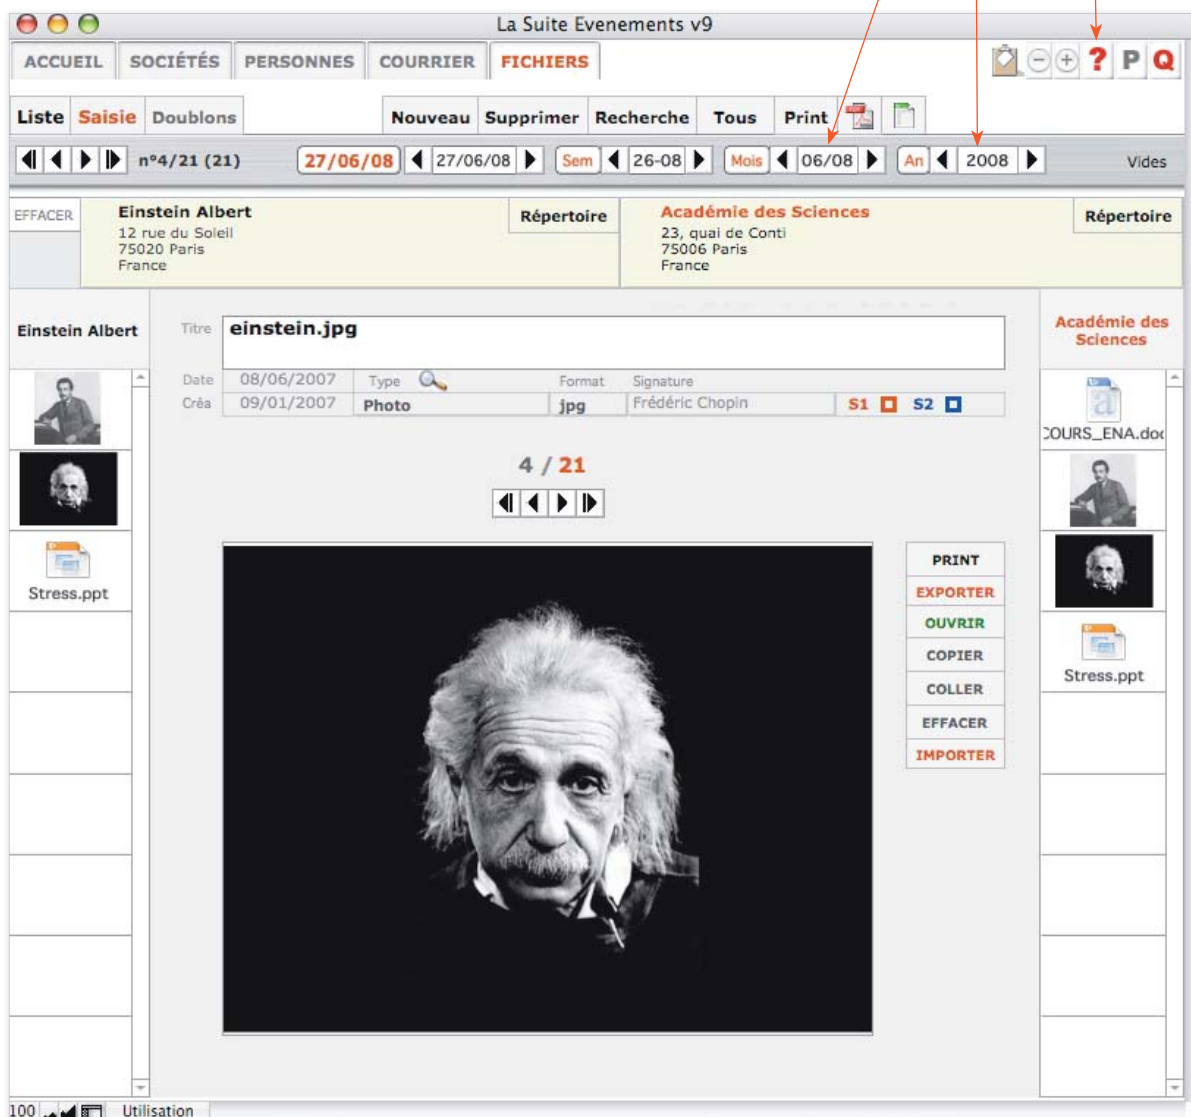 La Suite Evenements v9
ACCUEIL SOCIÉTÉS PERSONNES COURRIER FICHIERS ? P Q
Liste Saisie Doublons Nouveau Supprimer Recherche Tous Print
n°4/21 (21) 27/06/08 27/06/08 Sem 26-08 Mois 06/08 An 2008 Vides
EFFACER Einstein Albert Répertoire Académie des Sciences Répertoire
12 rue du Soleil 23, quai de Conti
75020 Paris 75006 Paris
France France
Einstein Albert Titre einstein.jpg Académie des
Sciences
Date 08/06/2007 Type Format Signature
Créa 09/01/2007 Photo jpg Frédéric Chopin S1 S2
COURS_ENA.doc
4 / 21
PRINT
Stress.ppt EXPORTER
OUVRIR
COPIER
Stress.ppt
COLLER
EFFACER
IMPORTER
100 Utilisation